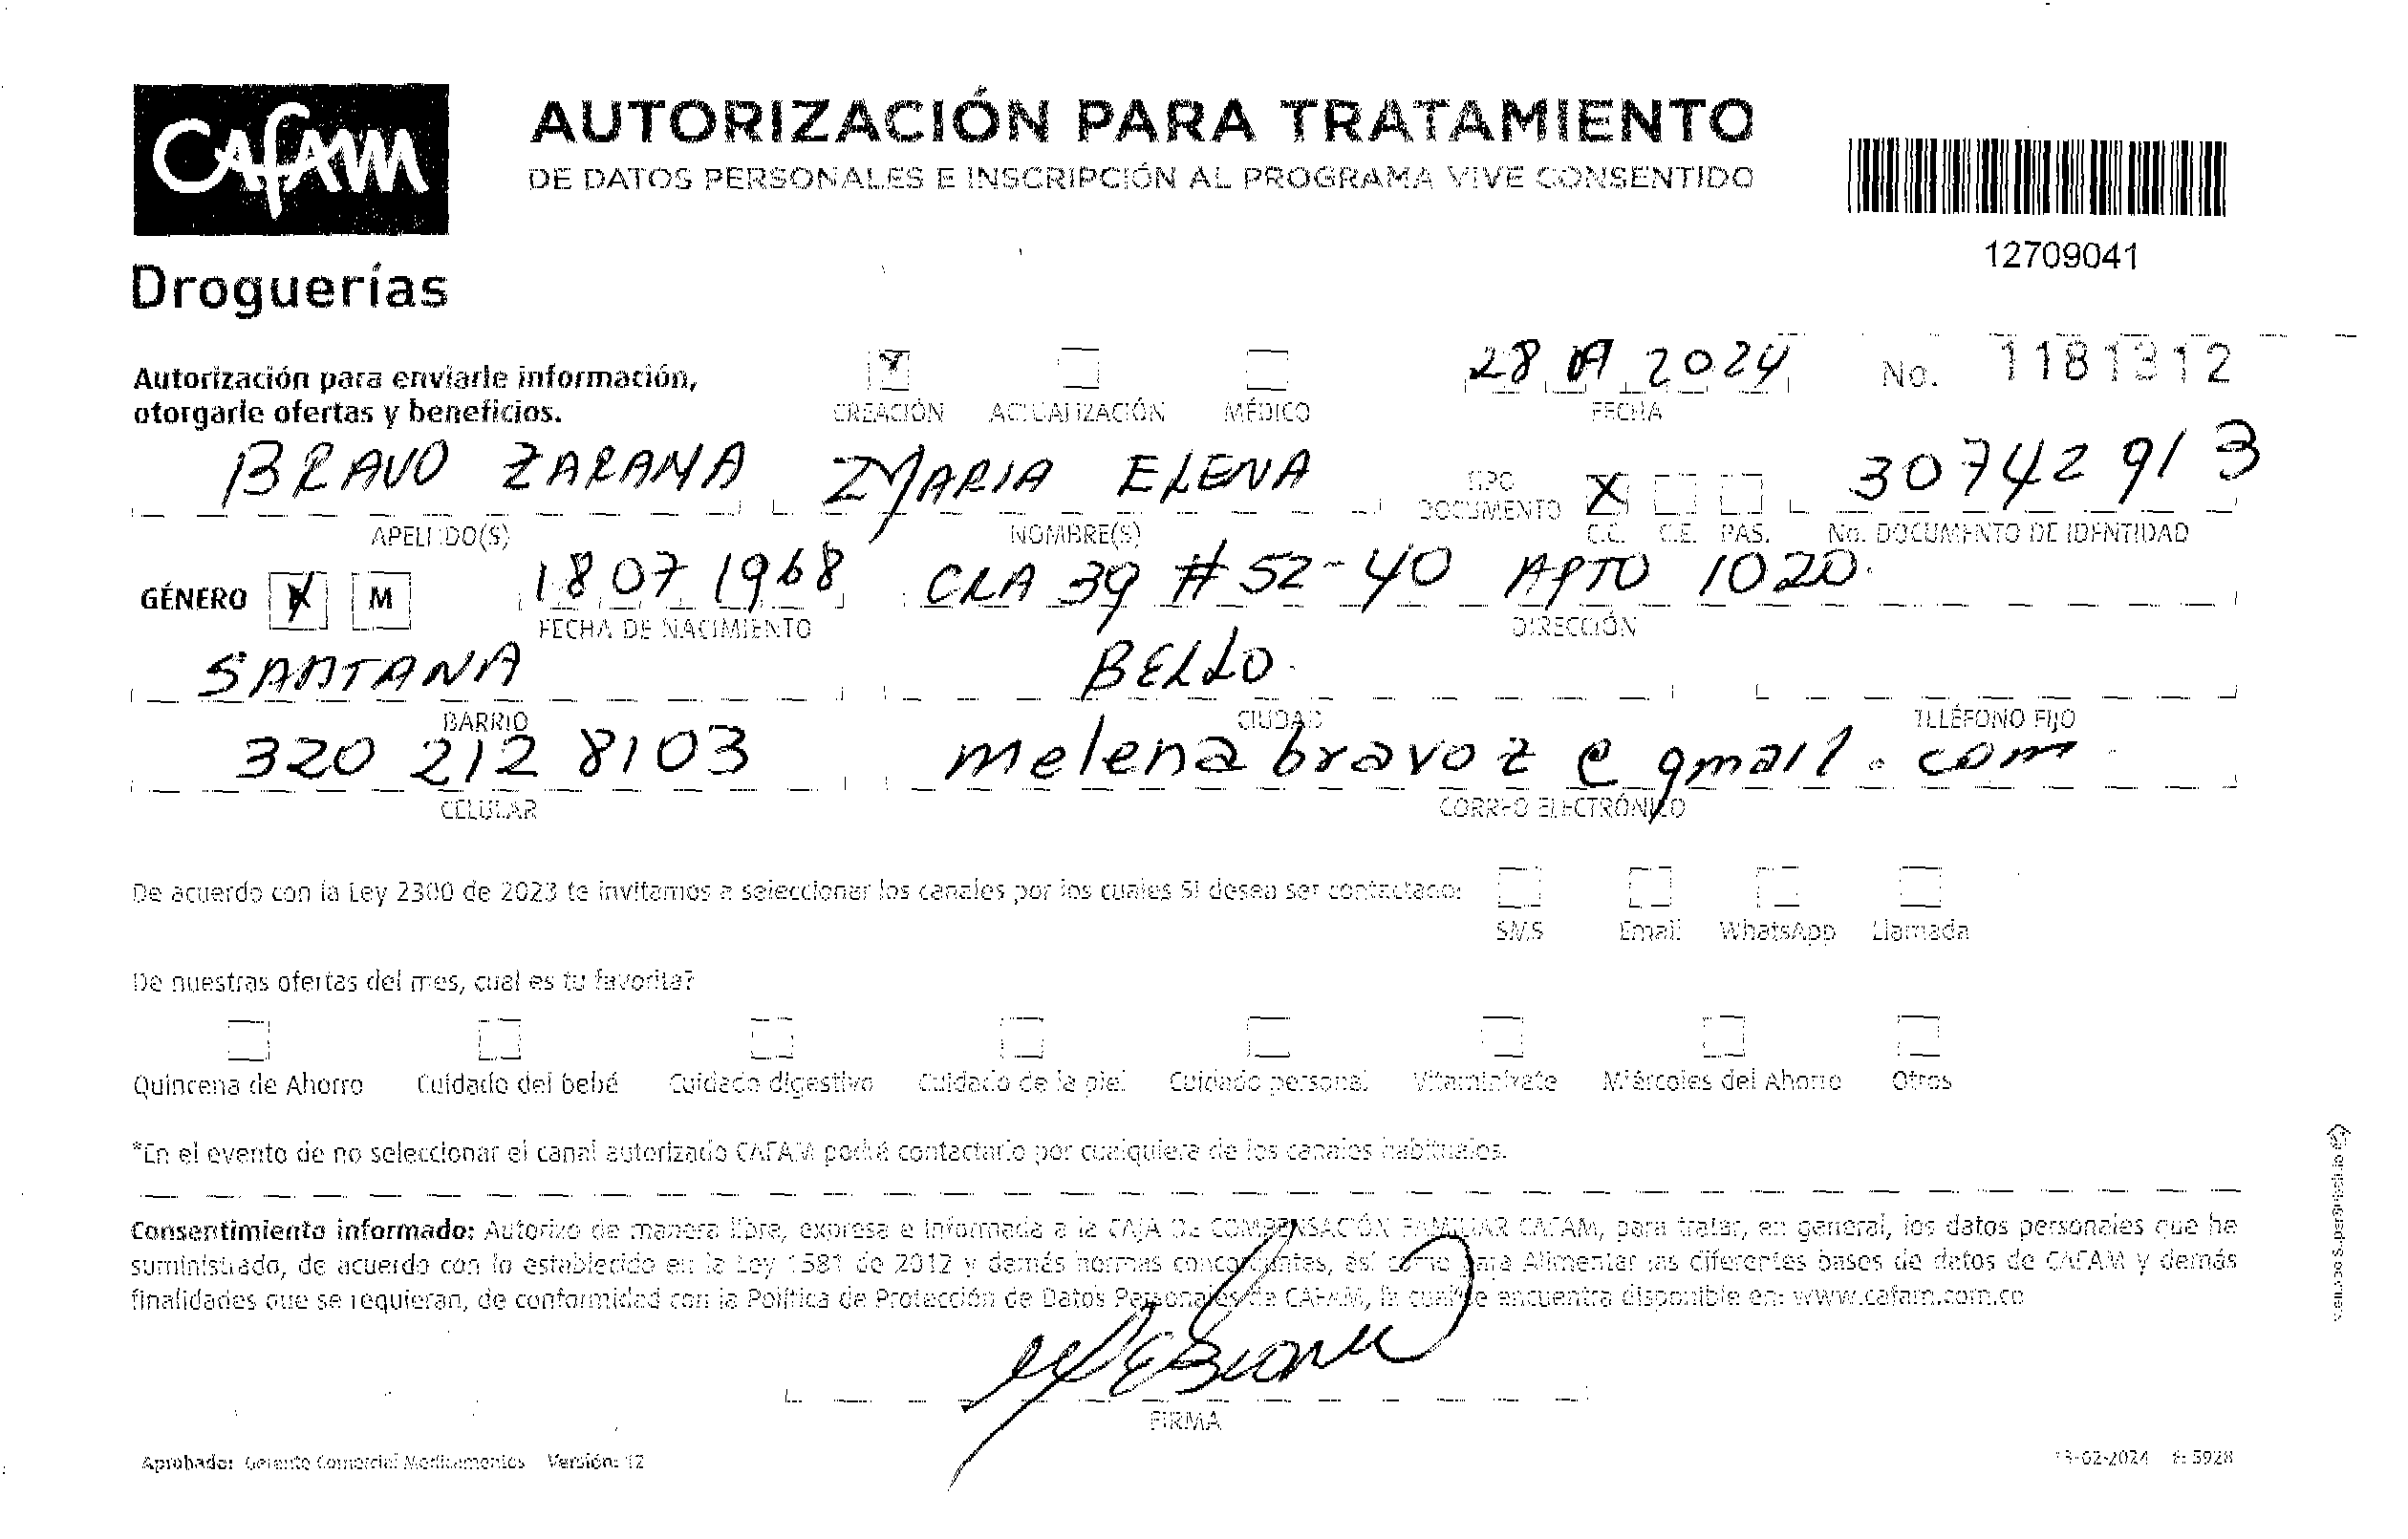 CAFAM
Droguerías
AUTORIZACIÓN PARA TRATAMIENTO
DE DATOS PERSONALES E INSCRIPCIÓN AL PROGRAMA VIVE CONSENTIDO
12709041
Autorización para enviarle información,
otorgarle ofertas y beneficios.
CREACIÓN ACTUALIZACIÓN MÉDICO
28 2024
FECHA
No. 1181312
BRAVO ZARAMA MARIA ELENA
APELLIDO(S) NOMBRE(S)
TIPO
DOCUMENTO
X
C.C. C.E. PAS.
30742913
No. DOCUMENTO DE IDENTIDAD
GÉNERO X M
18 07 1968
FECHA DE NACIMIENTO
CRA 39 # 52-40 APTO 1020.
DIRECCIÓN
SANTANA
BARRIO
BELLO.
CIUDAD
TELÉFONO FIJO
320 212 8103
CELULAR
melenabravoz@gmail.com
CORREO ELECTRÓNICO
De acuerdo con la Ley 2300 de 2023 te invitamos a seleccionar los canales por los cuales SI desea ser contactado:
SMS Email WhatsApp Llamada
De nuestras ofertas del mes, cual es tu favorita?
Quincena de Ahorro Cuidado del bebé Cuidado digestivo Cuidado de la piel Cuidado personal Vitaminízate Miércoles del Ahorro Otros
*En el evento de no seleccionar el canal autorizado CAFAM podrá contactarlo por cualquiera de los canales habituales.
Consentimiento informado: Autorizo de manera libre, expresa e informada a la CAJA DE COMPENSACIÓN FAMILIAR CAFAM, para tratar, en general, los datos personales que he
suministrado, de acuerdo con lo establecido en la Ley 1581 de 2012 y demás normas concordantes, así como para Alimentar las diferentes bases de datos de CAFAM y demás
finalidades que se requieran, de conformidad con la Política de Protección de Datos Personales de CAFAM, la cual se encuentra disponible en: www.cafam.com.co
FIRMA
Aprobado: Gerente Comercial Medicamentos Versión: 12
13-02-2024 5928